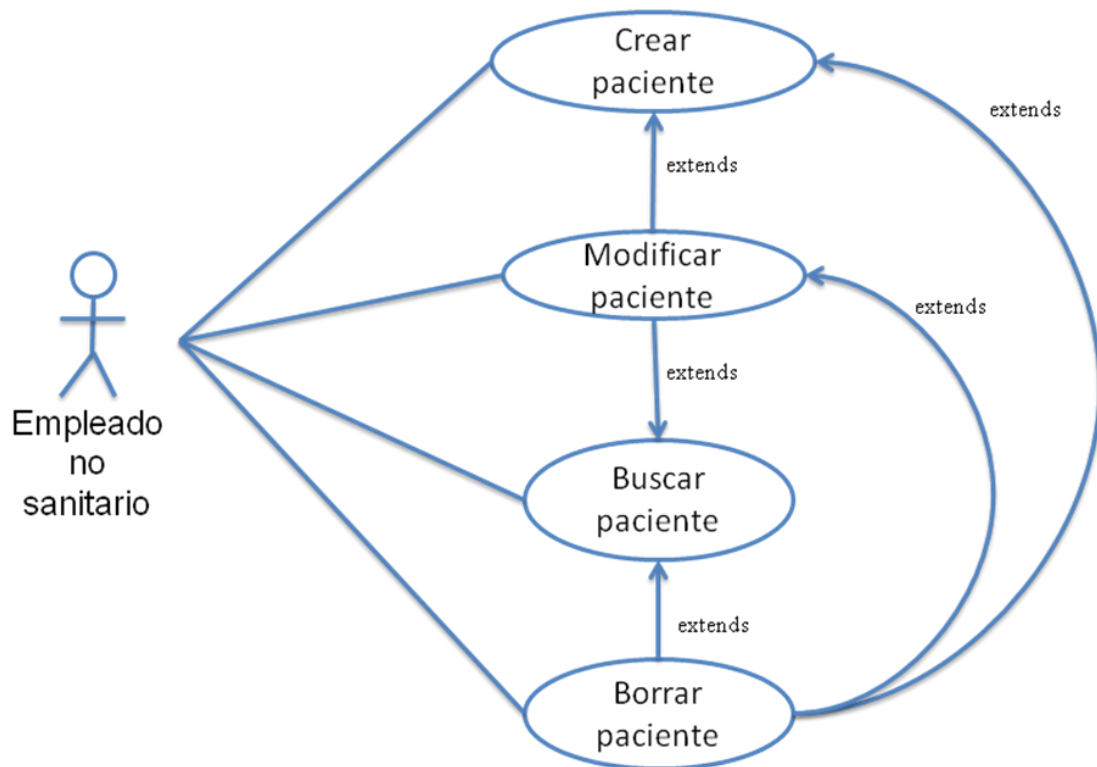 Crear
paciente
extends
extends
Modificar
paciente
extends
extends
Empleado
no
sanitario
Buscar
paciente
extends
Borrar
paciente